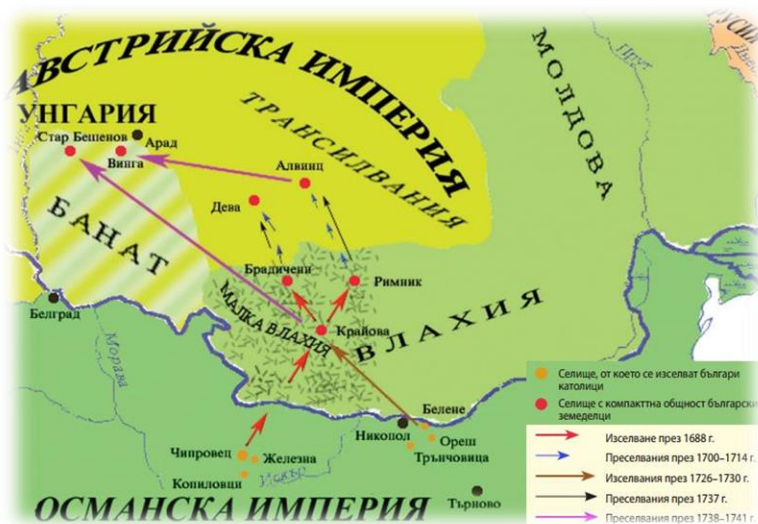 АВСТРИЙСКА ИМПЕРИЯ
МОЛДОВА
Прут
УНГАРИЯ
ТРАНСИЛВАНИЯ
Стар Бешенов
Арад
Винга
Алвинц
Дева
БАНАТ
Брадичени
Римник
Белград
МАЛКА ВЛАХИЯ
Крайова
ВЛАХИЯ
Морава
Белене
Никопол
Ореш
Трънчовица
Чипровец
Железна
Копиловци
Искър
Търново
ОСМАНСКА ИМПЕРИЯ
Селище, от което се изселват българи
католици
Селище с компактна общност български
земеделци
Изселване през 1688 г.
Преселвания през 1700–1714 г.
Изселвания през 1726–1730 г.
Преселвания през 1737 г.
Преселвания през 1738–1741 г.